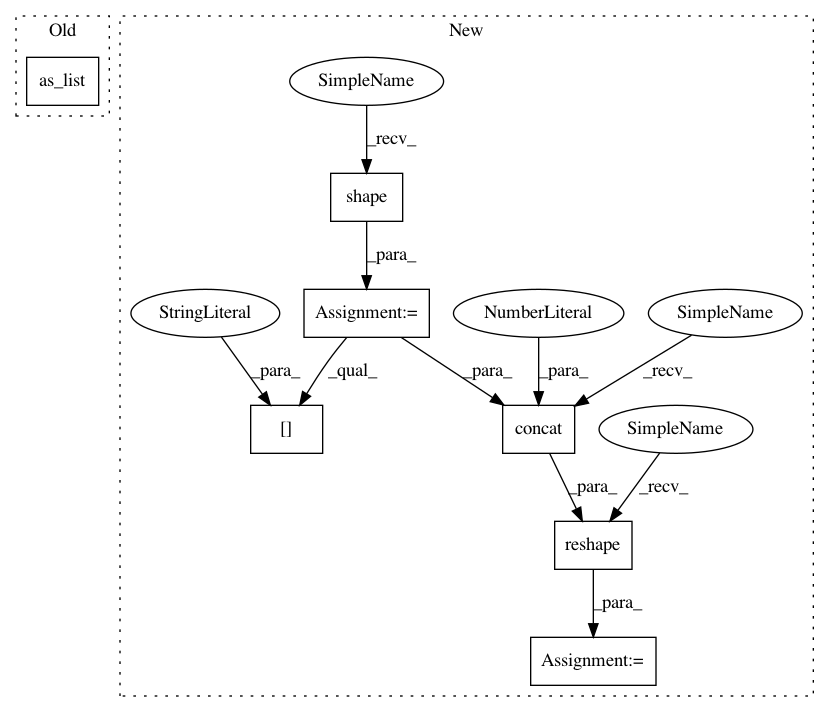 Old
New
as_list
SimpleName
_recv_
shape
_para_
StringLiteral
Assignment:=
NumberLiteral
SimpleName
_para_
_qual_
_para_
_para_
_recv_
[]
concat
SimpleName
_para_
_recv_
reshape
_para_
Assignment:=